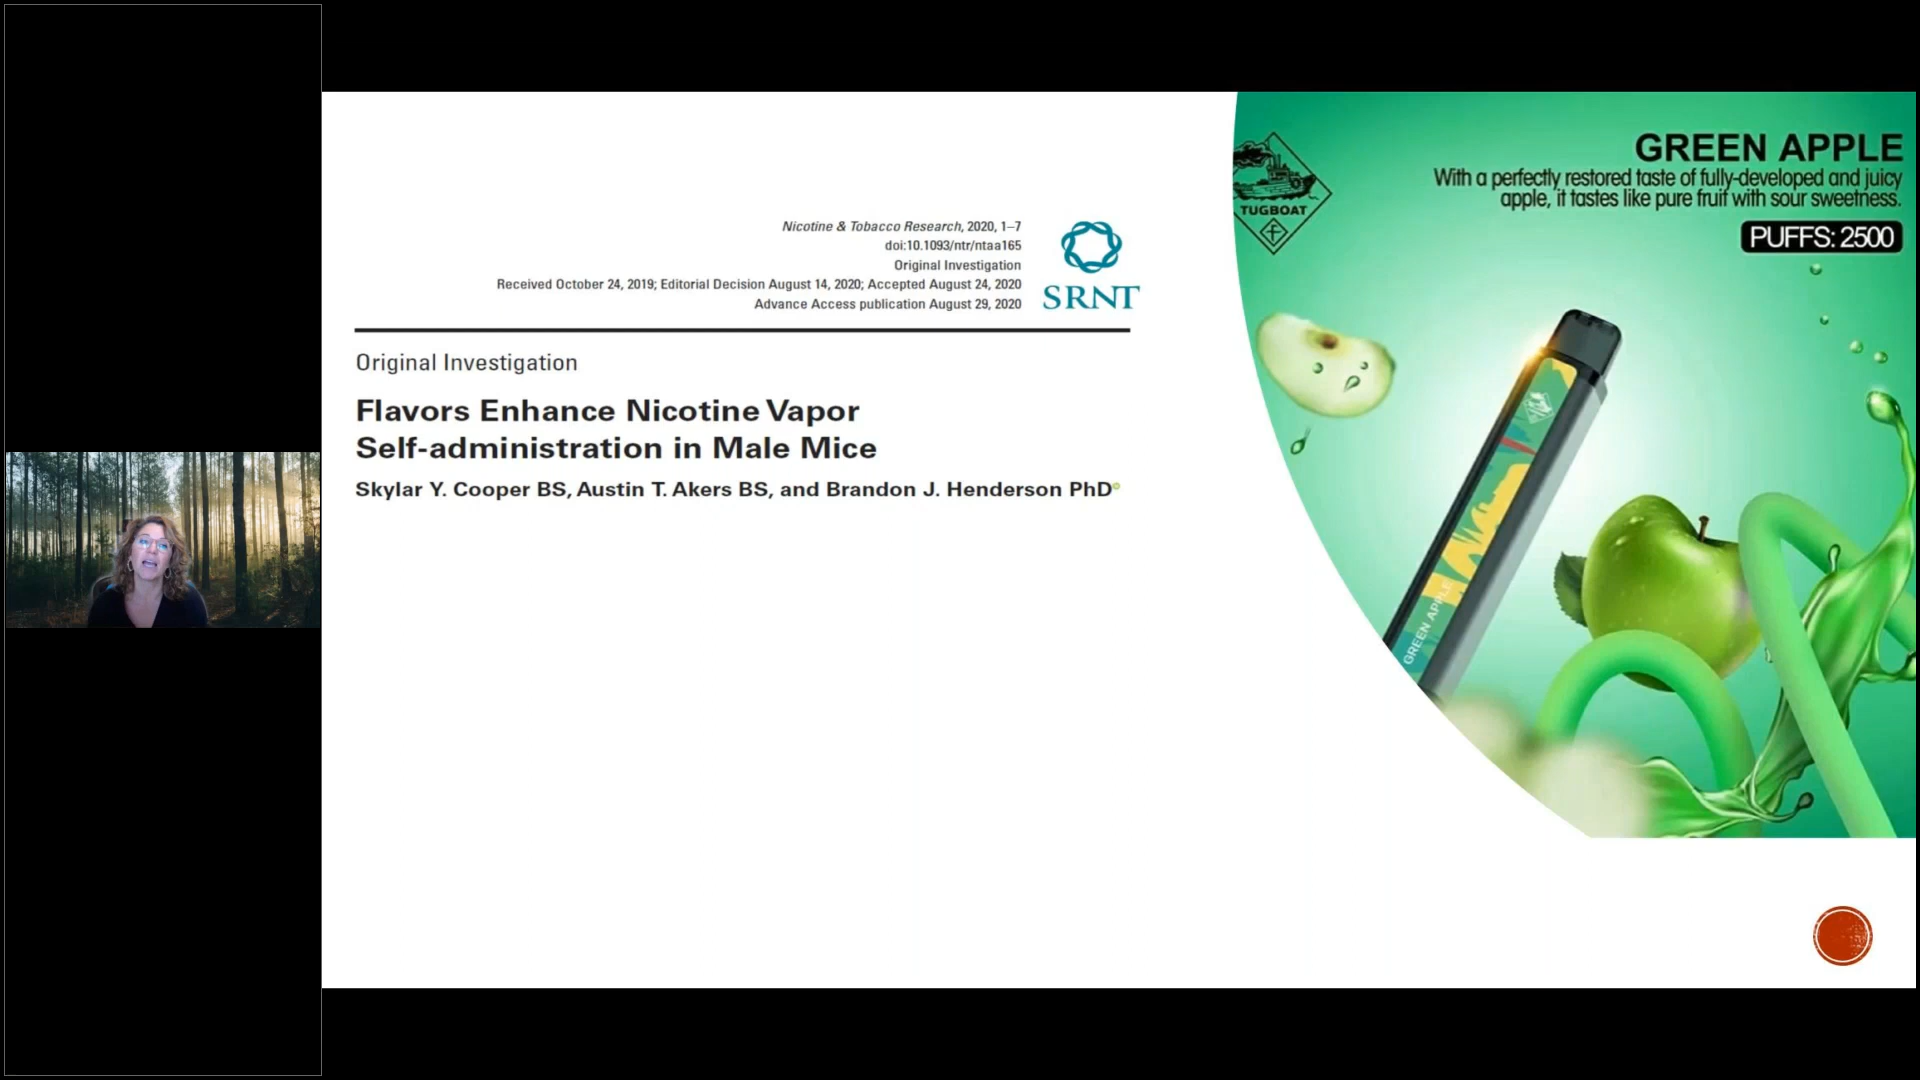 Nicotine & Tobacco Research, 2020, 1–7
doi:10.1093/ntr/ntaa165
Original Investigation
Received October 24, 2019; Editorial Decision August 14, 2020; Accepted August 24, 2020
Advance Access publication August 29, 2020
SRNT
Original Investigation
Flavors Enhance Nicotine Vapor
Self-administration in Male Mice
Skylar Y. Cooper BS, Austin T. Akers BS, and Brandon J. Henderson PhD
TUGBOAT
GREEN APPLE
With a perfectly restored taste of fully-developed and juicy
apple, it tastes like pure fruit with sour sweetness.
PUFFS: 2500
GREEN APPLE